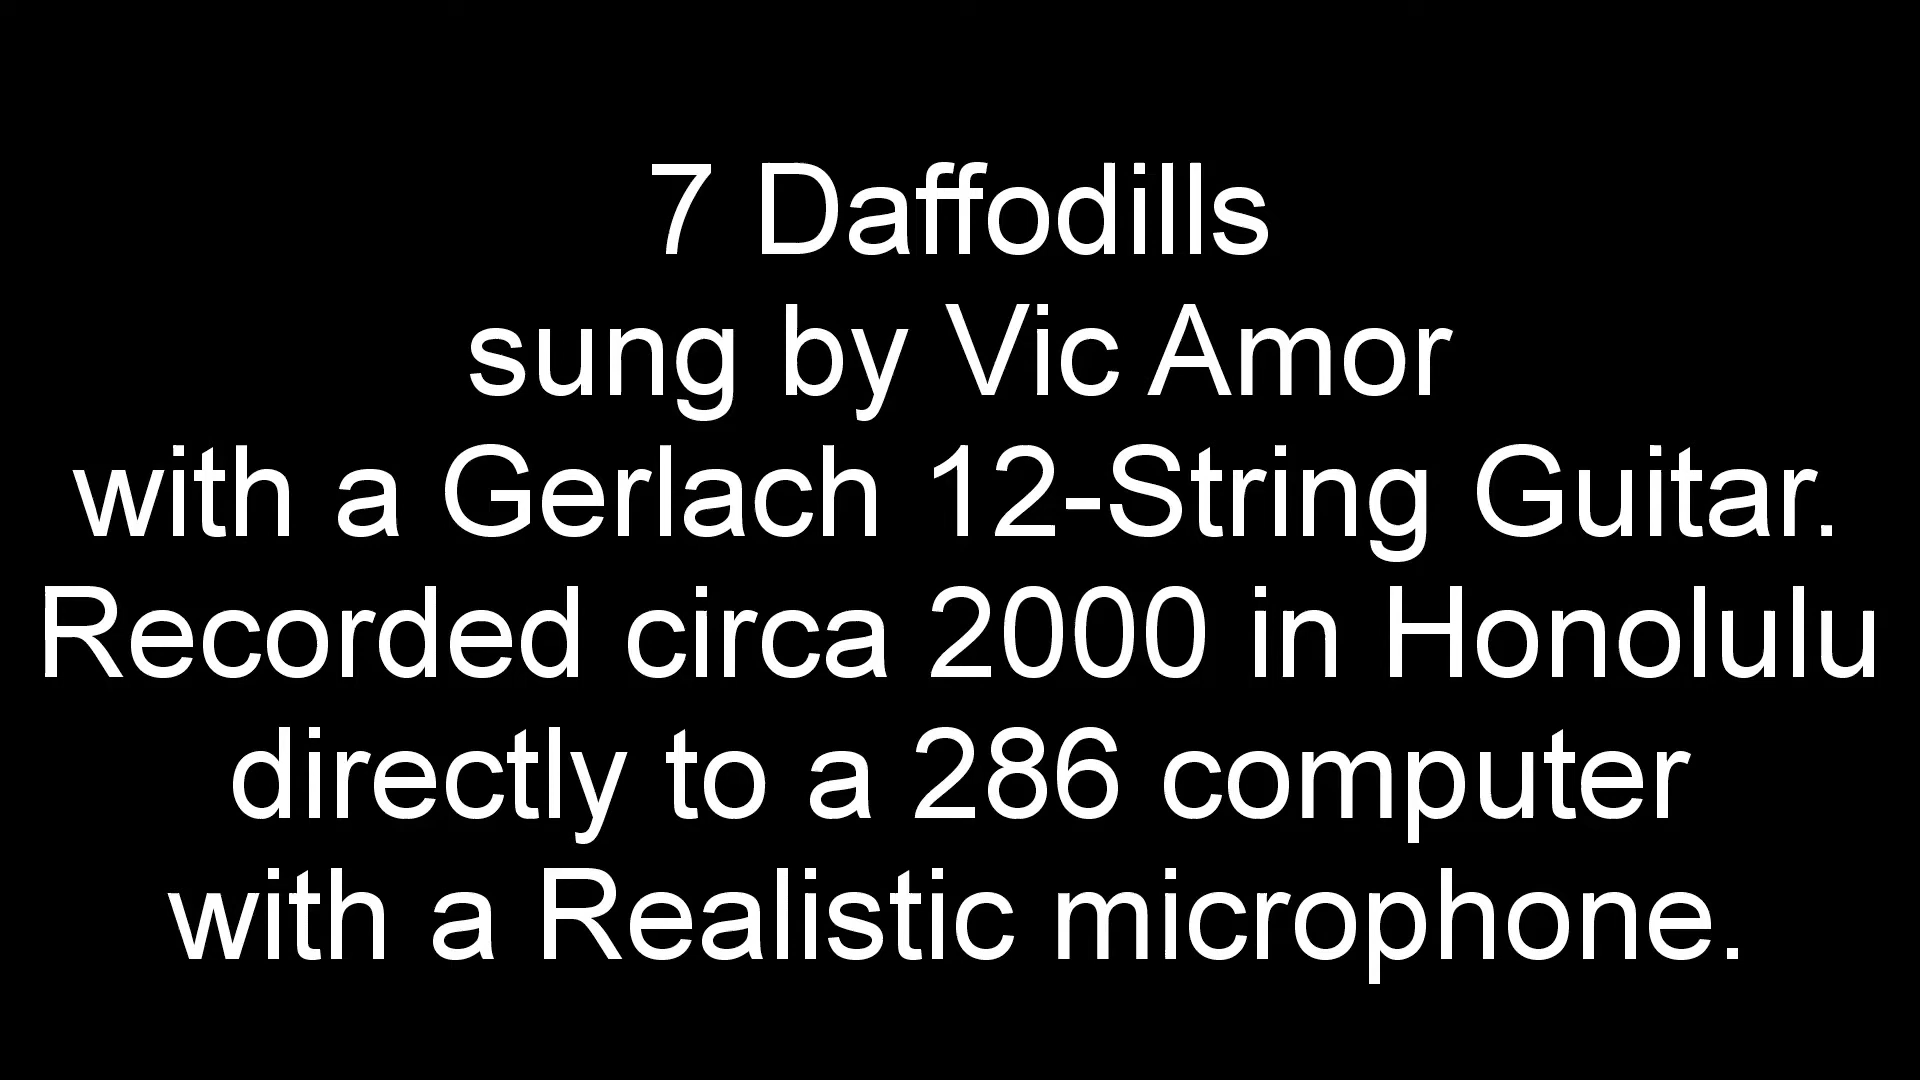 7 Daffodills
sung by Vic Amor
with a Gerlach 12-String Guitar.
Recorded circa 2000 in Honolulu
directly to a 286 computer
with a Realistic microphone.